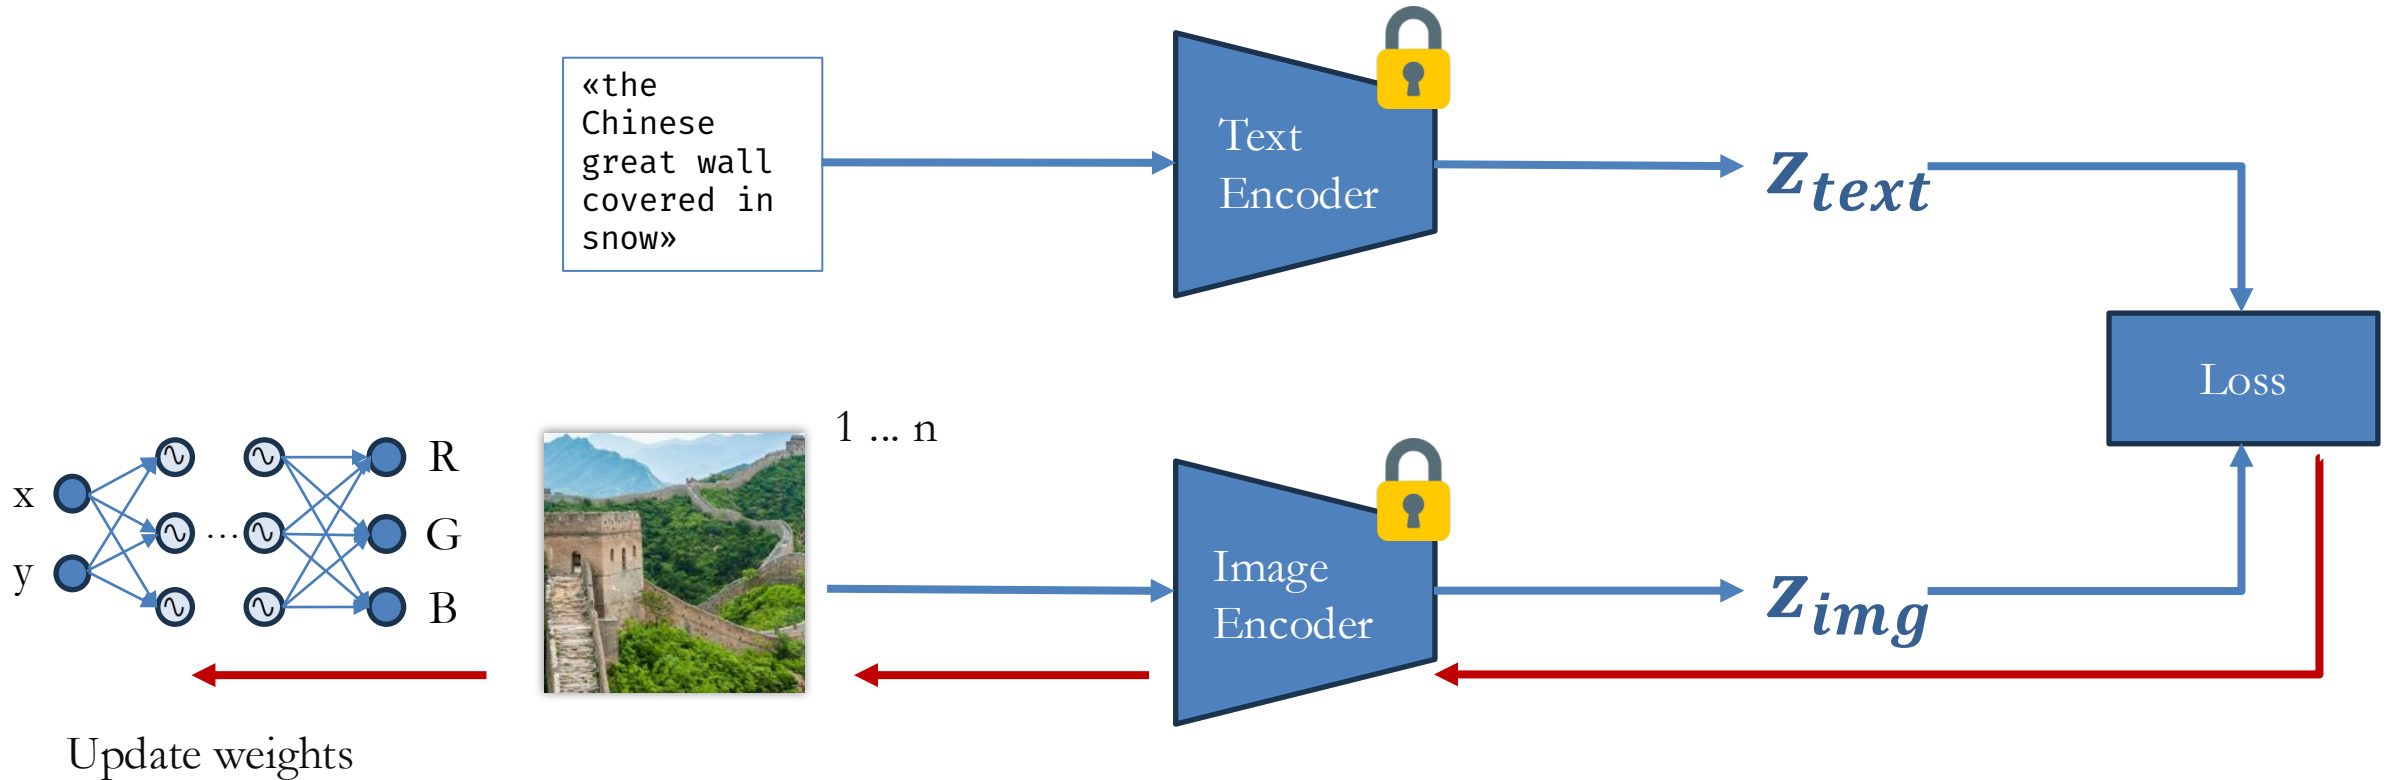 «the
Chinese
great wall
covered in
snow»
Text
Encoder
z_text
Loss
1 ... n
x
y
...
R
G
B
Image
Encoder
z_img
Update weights